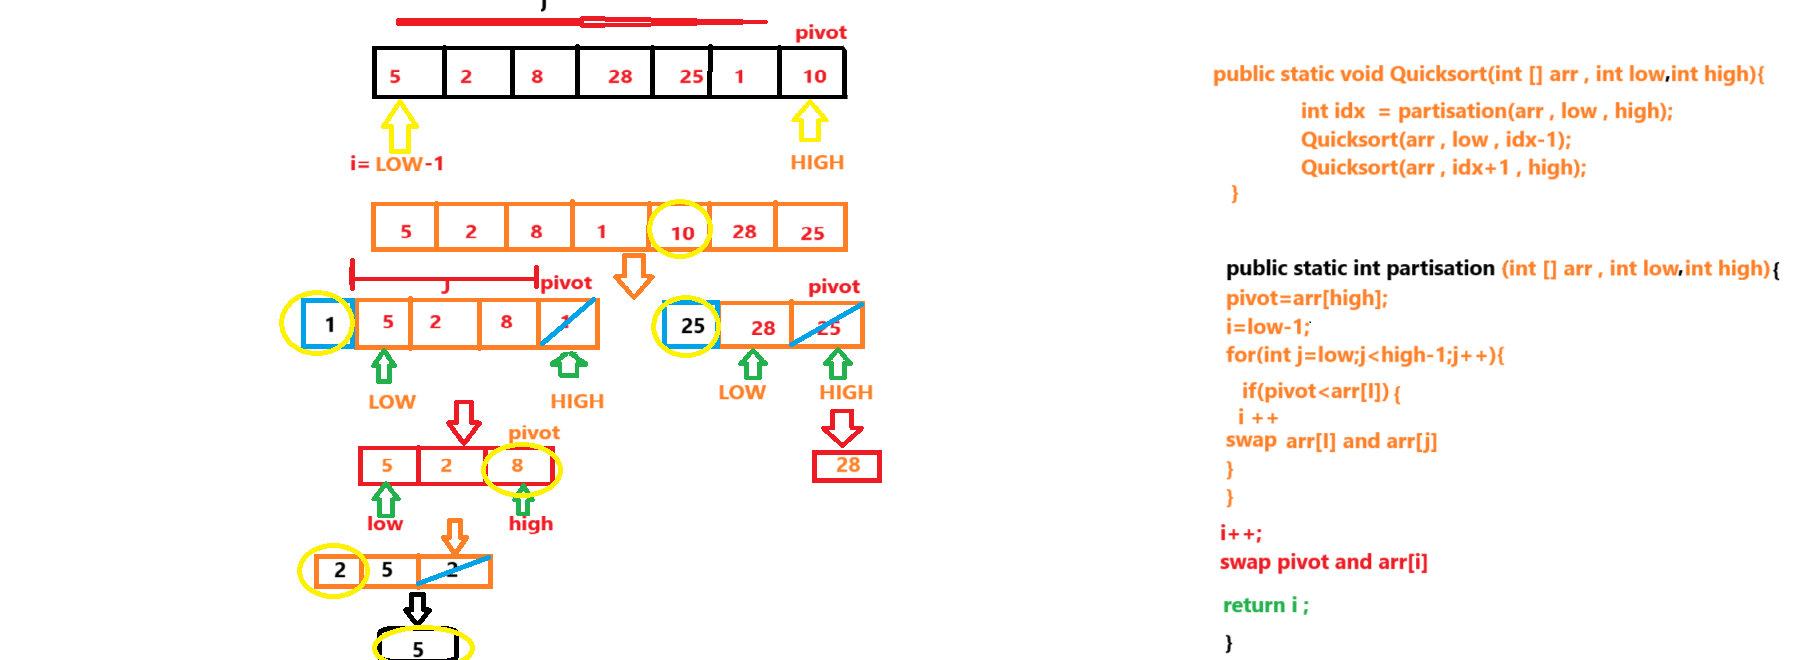 j
pivot
5 2 8 28 25 1 10
i= LOW-1 HIGH
5 2 8 1 10 28 25
J pivot pivot
1 5 2 8 1 25 28 25
LOW HIGH LOW HIGH
pivot
5 2 8 28
low high
2 5 2
5
public static void Quicksort(int [] arr , int low,int high){
int idx = partisation(arr , low , high);
Quicksort(arr , low , idx-1);
Quicksort(arr , idx+1 , high);
}
public static int partisation (int [] arr , int low,int high){
pivot=arr[high];
i=low-1;
for(int j=low;j<high-1;j++){
if(pivot<arr[I]) {
i ++
swap arr[I] and arr[j]
}
}
i++;
swap pivot and arr[i]
return i ;
}